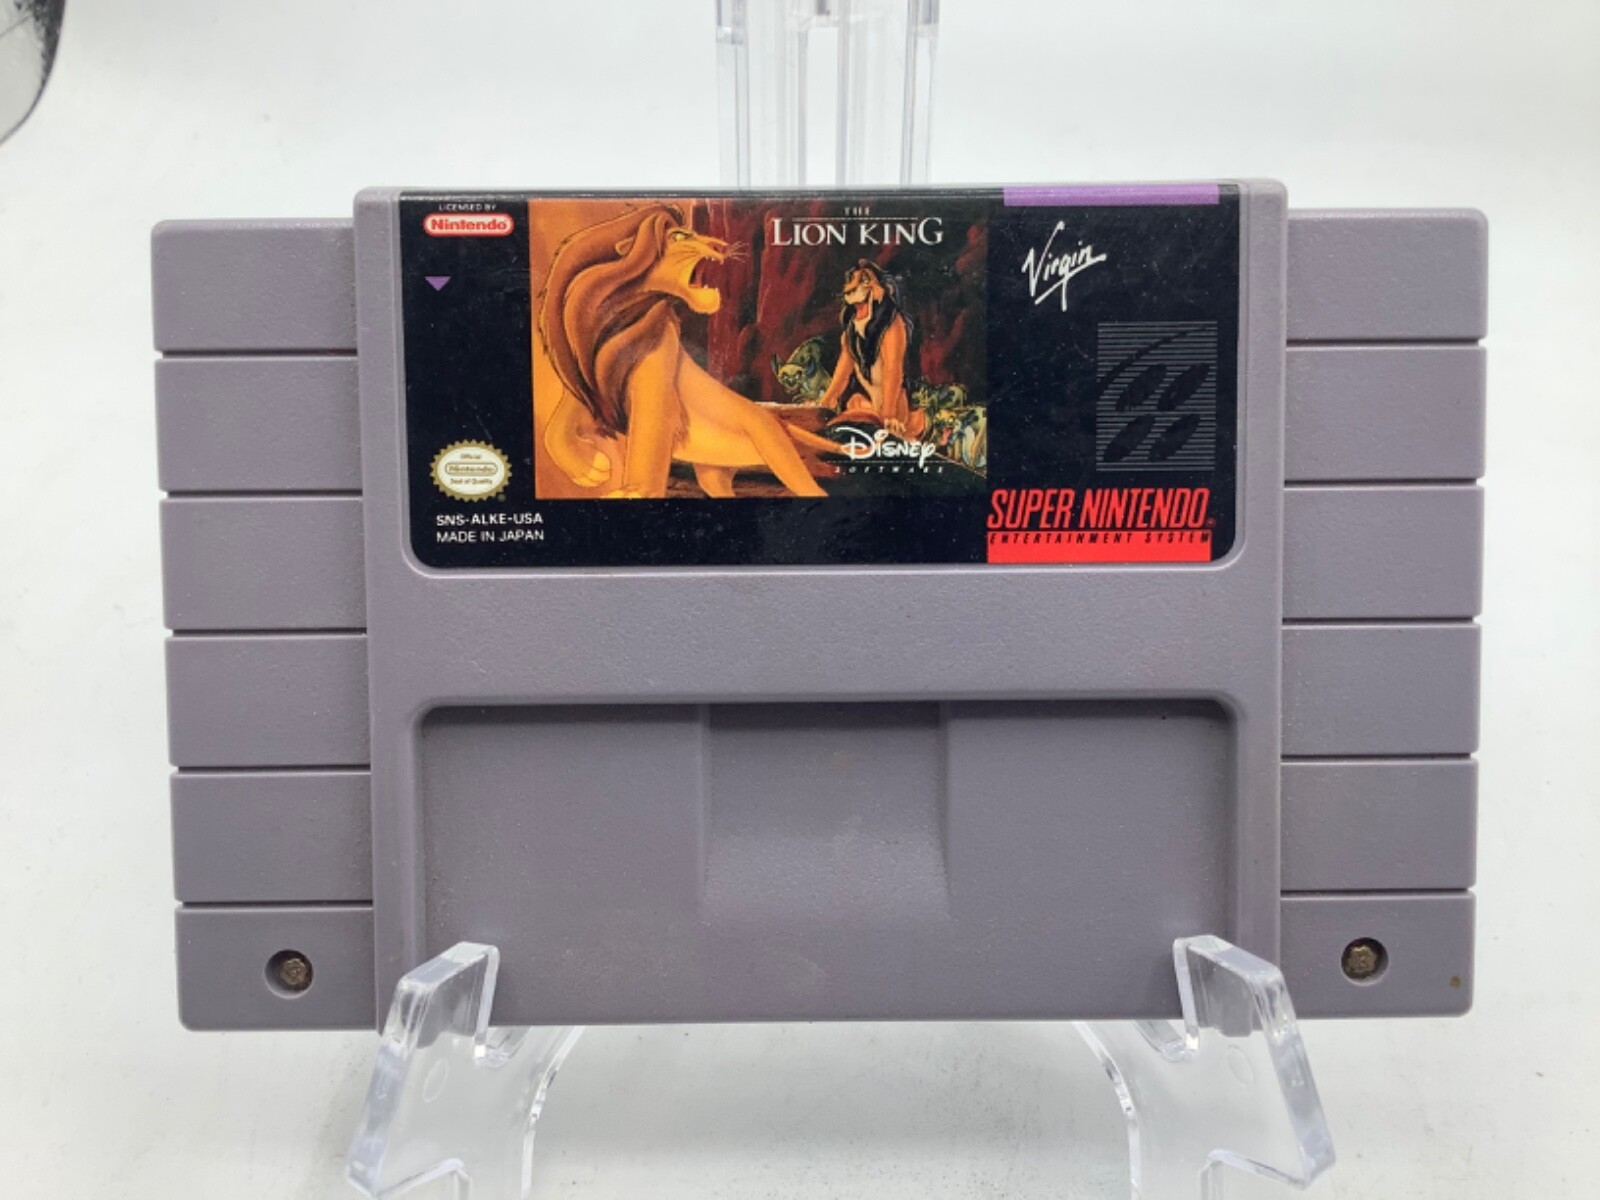 LICENSED BY
Nintendo
THE
LION KING
Virgin
Disney
SOFTWARE
Official
Nintendo
Seal of Quality
SNS-ALKE-USA
MADE IN JAPAN
SUPER NINTENDO®
ENTERTAINMENT SYSTEM